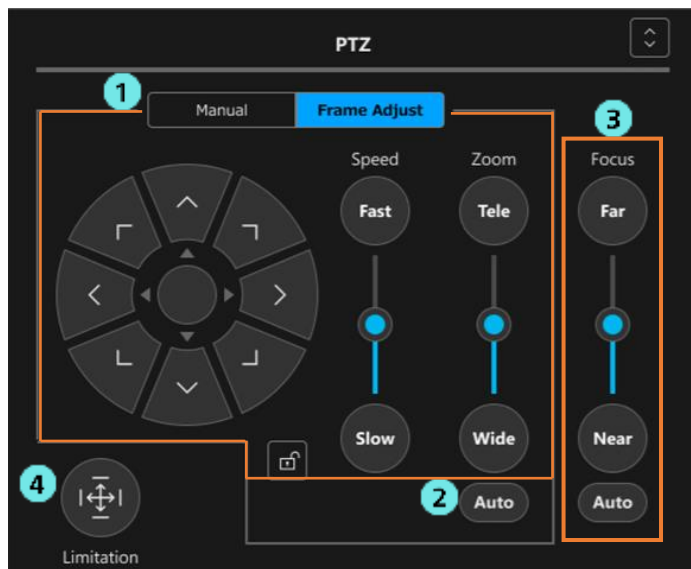 PTZ
1
Manual Frame Adjust
3
Speed Zoom Focus
Fast Tele Far
Slow Wide Near
4
2 Auto Auto
Limitation